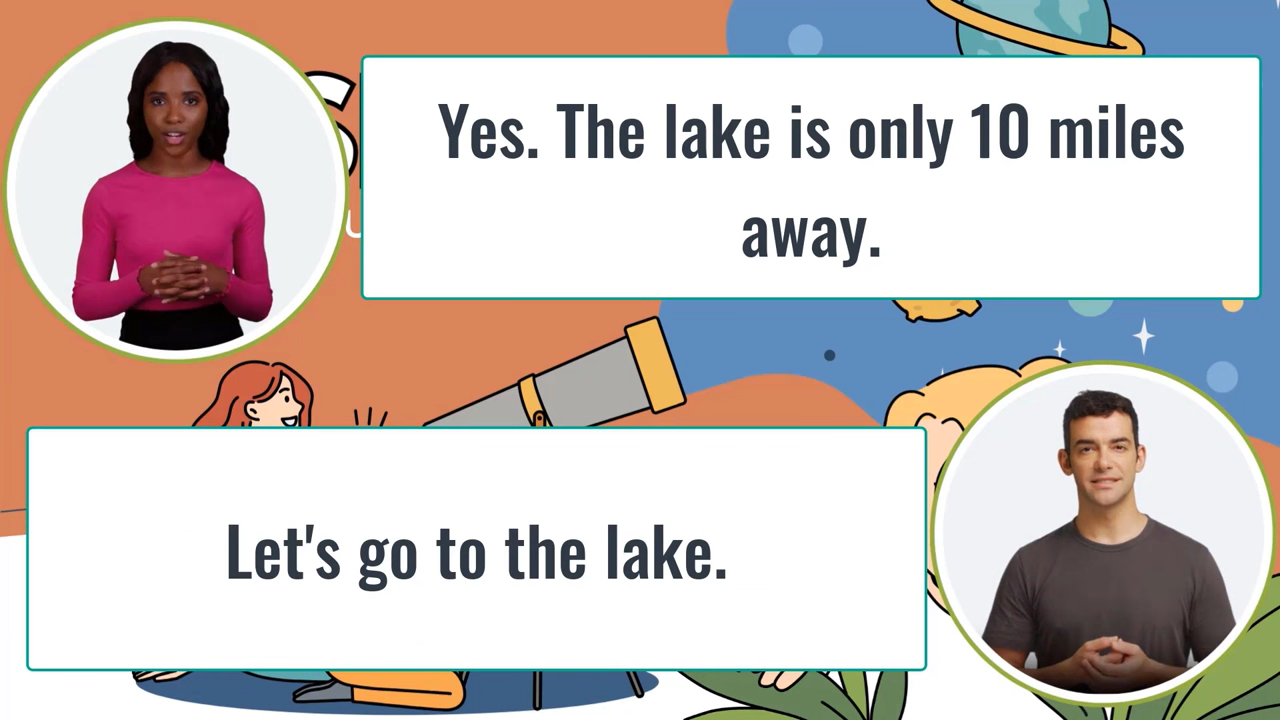 Yes. The lake is only 10 miles
away.
Let's go to the lake.